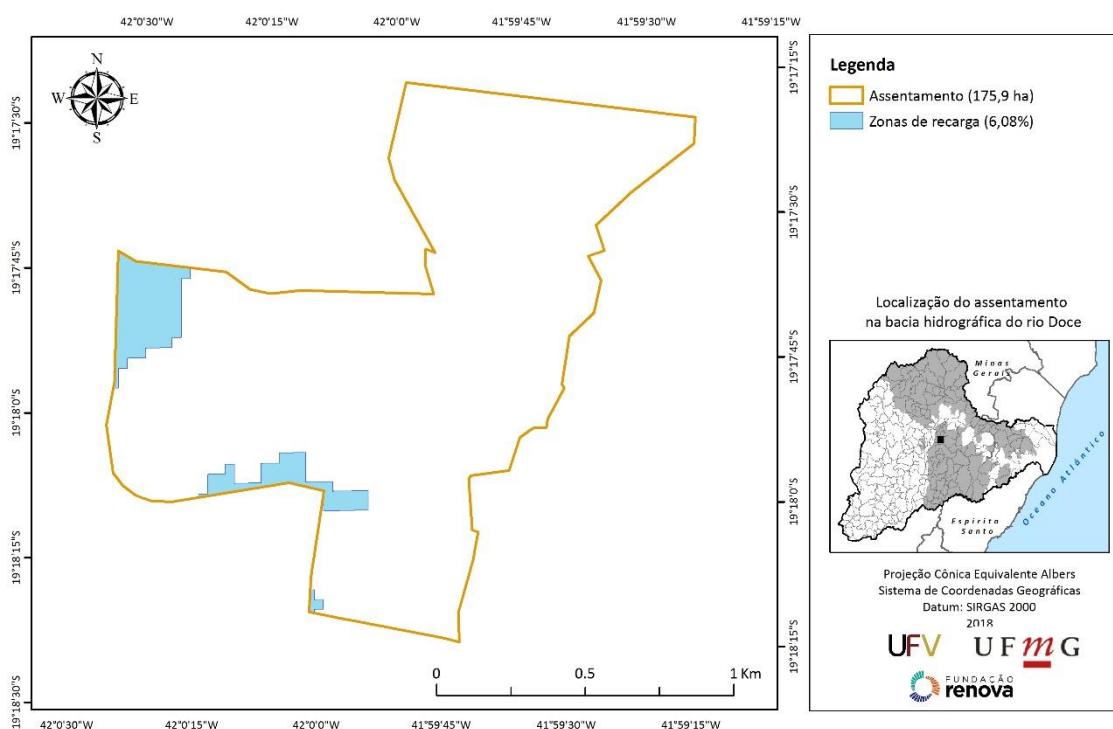 42°0'30"W 42°0'15"W 42°0'0"W 41°59'45"W 41°59'30"W 41°59'15"W
N
W E
S
19°17'30"S
19°17'45"S
19°18'0"S
19°18'15"S
19°18'30"S
19°17'15"S
19°17'30"S
19°17'45"S
19°18'0"S
19°18'15"S
0 0.5 1 Km
42°0'30"W 42°0'15"W 42°0'0"W 41°59'45"W 41°59'30"W 41°59'15"W
Legenda
Assentamento (175,9 ha)
Zonas de recarga (6,08%)
Localização do assentamento
na bacia hidrográfica do rio Doce
Minas
Gerais
Espírito
Santo
Oceano Atlântico
Projeção Cônica Equivalente Albers
Sistema de Coordenadas Geográficas
Datum: SIRGAS 2000
2018
UFV UFmG
FUNDAÇÃO
renova